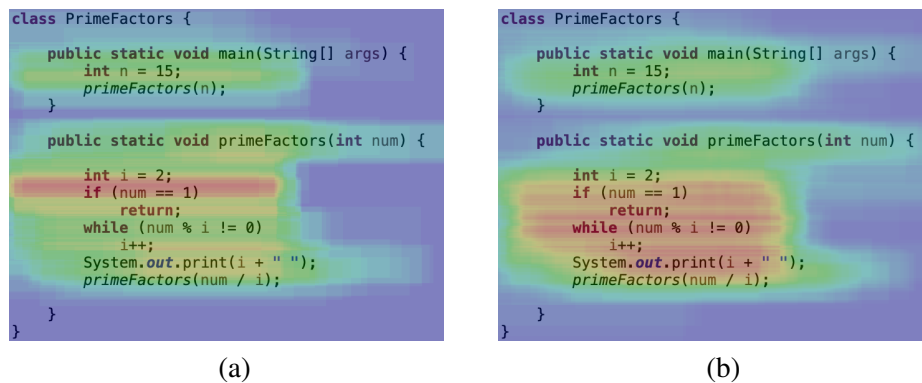 class PrimeFactors {
public static void main(String[] args) {
int n = 15;
primeFactors(n);
}
public static void primeFactors(int num) {
int i = 2;
if (num == 1)
return;
while (num % i != 0)
i++;
System.out.print(i + " ");
primeFactors(num / i);
}
}
(a)
class PrimeFactors {
public static void main(String[] args) {
int n = 15;
primeFactors(n);
}
public static void primeFactors(int num) {
int i = 2;
if (num == 1)
return;
while (num % i != 0)
i++;
System.out.print(i + " ");
primeFactors(num / i);
}
}
(b)